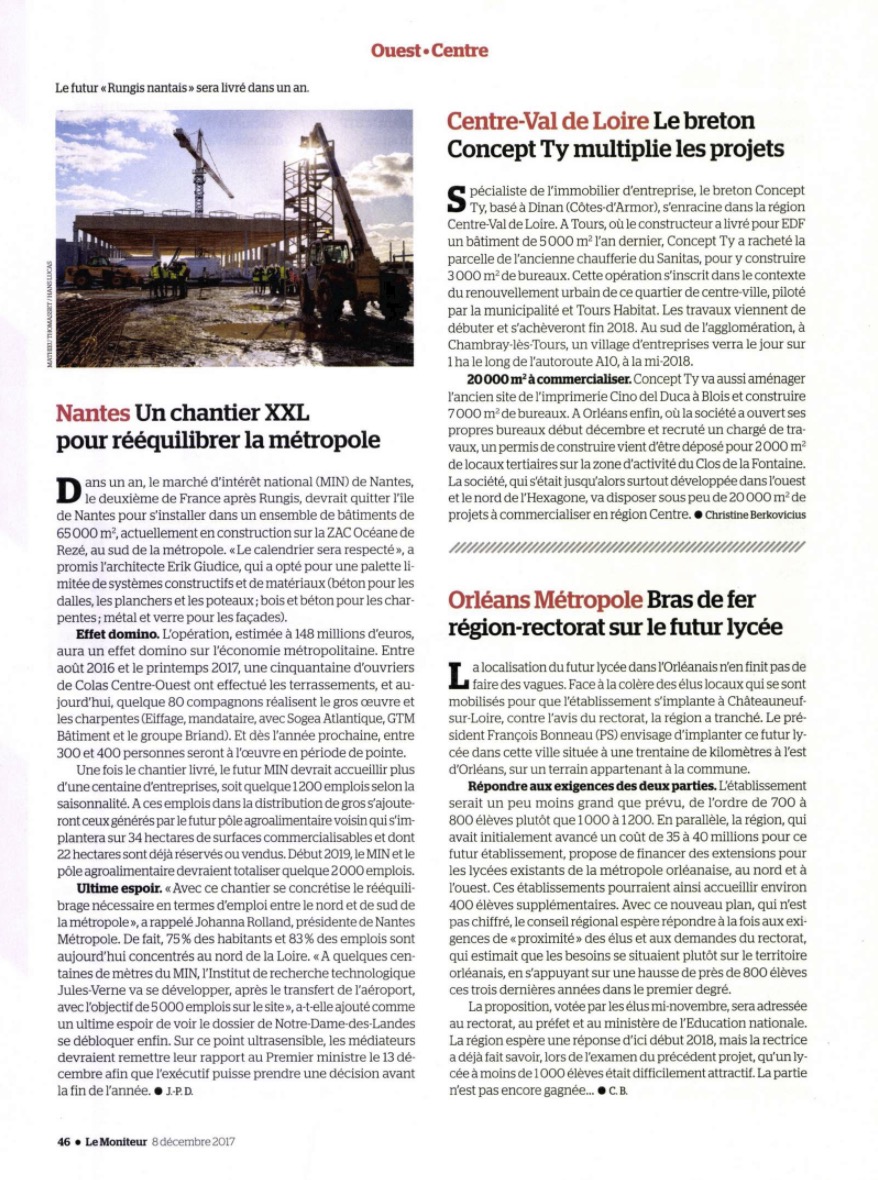 Ouest • Centre
Le futur « Rungis nantais » sera livré dans un an.
MATHIEU THOMASSET / HANS LUCAS
Nantes Un chantier XXL
pour rééquilibrer la métropole
Dans un an, le marché d'intérêt national (MIN) de Nantes,
le deuxième de France après Rungis, devrait quitter l'île
de Nantes pour s'installer dans un ensemble de bâtiments de
65 000 m², actuellement en construction sur la ZAC Océane de
Rezé, au sud de la métropole. « Le calendrier sera respecté », a
promis l'architecte Erik Giudice, qui a opté pour une palette li-
mitée de systèmes constructifs et de matériaux (béton pour les
dalles, les planchers et les poteaux ; bois et béton pour les char-
pentes ; métal et verre pour les façades).
Effet domino. L'opération, estimée à 148 millions d'euros,
aura un effet domino sur l'économie métropolitaine. Entre
août 2016 et le printemps 2017, une cinquantaine d'ouvriers
de Colas Centre-Ouest ont effectué les terrassements, et au-
jourd'hui, quelque 80 compagnons réalisent le gros œuvre et
les charpentes (Eiffage, mandataire, avec Sogea Atlantique, GTM
Bâtiment et le groupe Briand). Et dès l'année prochaine, entre
300 et 400 personnes seront à l'œuvre en période de pointe.
Une fois le chantier livré, le futur MIN devrait accueillir plus
d'une centaine d'entreprises, soit quelque 1 200 emplois selon la
saisonnalité. A ces emplois dans la distribution de gros s'ajoute-
ront ceux générés par le futur pôle agroalimentaire voisin qui s'im-
plantera sur 34 hectares de surfaces commercialisables et dont
22 hectares sont déjà réservés ou vendus. Début 2019, le MIN et le
pôle agroalimentaire devraient totaliser quelque 2 000 emplois.
Ultime espoir. « Avec ce chantier se concrétise le rééquili-
brage nécessaire en termes d'emploi entre le nord et de sud de
la métropole », a rappelé Johanna Rolland, présidente de Nantes
Métropole. De fait, 75 % des habitants et 83 % des emplois sont
aujourd'hui concentrés au nord de la Loire. « A quelques cen-
taines de mètres du MIN, l'Institut de recherche technologique
Jules-Verne va se développer, après le transfert de l'aéroport,
avec l'objectif de 5 000 emplois sur le site », a-t-elle ajouté comme
un ultime espoir de voir le dossier de Notre-Dame-des-Landes
se débloquer enfin. Sur ce point ultrasensible, les médiateurs
devraient remettre leur rapport au Premier ministre le 13 dé-
cembre afin que l'exécutif puisse prendre une décision avant
la fin de l'année. ● J.-P. D.
Centre-Val de Loire Le breton
Concept Ty multiplie les projets
Spécialiste de l'immobilier d'entreprise, le breton Concept
Ty, basé à Dinan (Côtes-d'Armor), s'enracine dans la région
Centre-Val de Loire. A Tours, où le constructeur a livré pour EDF
un bâtiment de 5 000 m² l'an dernier, Concept Ty a racheté la
parcelle de l'ancienne chaufferie du Sanitas, pour y construire
3 000 m² de bureaux. Cette opération s'inscrit dans le contexte
du renouvellement urbain de ce quartier de centre-ville, piloté
par la municipalité et Tours Habitat. Les travaux viennent de
débuter et s'achèveront fin 2018. Au sud de l'agglomération, à
Chambray-lès-Tours, un village d'entreprises verra le jour sur
1 ha le long de l'autoroute A10, à la mi-2018.
20 000 m² à commercialiser. Concept Ty va aussi aménager
l'ancien site de l'imprimerie Cino del Duca à Blois et construire
7 000 m² de bureaux. A Orléans enfin, où la société a ouvert ses
propres bureaux début décembre et recruté un chargé de tra-
vaux, un permis de construire vient d'être déposé pour 2 000 m²
de locaux tertiaires sur la zone d'activité du Clos de la Fontaine.
La société, qui s'était jusqu'alors surtout développée dans l'ouest
et le nord de l'Hexagone, va disposer sous peu de 20 000 m² de
projets à commercialiser en région Centre. ● Christine Berkovicius
Orléans Métropole Bras de fer
région-rectorat sur le futur lycée
La localisation du futur lycée dans l'Orléanais n'en finit pas de
faire des vagues. Face à la colère des élus locaux qui se sont
mobilisés pour que l'établissement s'implante à Châteauneuf-
sur-Loire, contre l'avis du rectorat, la région a tranché. Le pré-
sident François Bonneau (PS) envisage d'implanter ce futur ly-
cée dans cette ville située à une trentaine de kilomètres à l'est
d'Orléans, sur un terrain appartenant à la commune.
Répondre aux exigences des deux parties. L'établissement
serait un peu moins grand que prévu, de l'ordre de 700 à
800 élèves plutôt que 1 000 à 1 200. En parallèle, la région, qui
avait initialement avancé un coût de 35 à 40 millions pour ce
futur établissement, propose de financer des extensions pour
les lycées existants de la métropole orléanaise, au nord et à
l'ouest. Ces établissements pourraient ainsi accueillir environ
400 élèves supplémentaires. Avec ce nouveau plan, qui n'est
pas chiffré, le conseil régional espère répondre à la fois aux exi-
gences de « proximité » des élus et aux demandes du rectorat,
qui estimait que les besoins se situaient plutôt sur le territoire
orléanais, en s'appuyant sur une hausse de près de 800 élèves
ces trois dernières années dans le premier degré.
La proposition, votée par les élus mi-novembre, sera adressée
au rectorat, au préfet et au ministère de l'Education nationale.
La région espère une réponse d'ici début 2018, mais la rectrice
a déjà fait savoir, lors de l'examen du précédent projet, qu'un ly-
cée à moins de 1 000 élèves était difficilement attractif. La partie
n'est pas encore gagnée... ● C. B.
46 ● Le Moniteur 8 décembre 2017